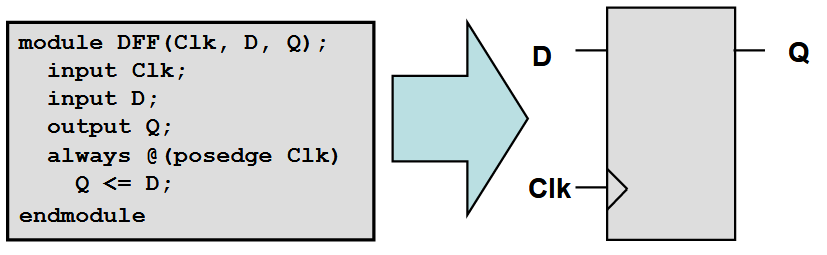 module DFF(Clk, D, Q);
  input Clk;
  input D;
  output Q;
  always @(posedge Clk)
    Q <= D;
endmodule
D
Q
Clk